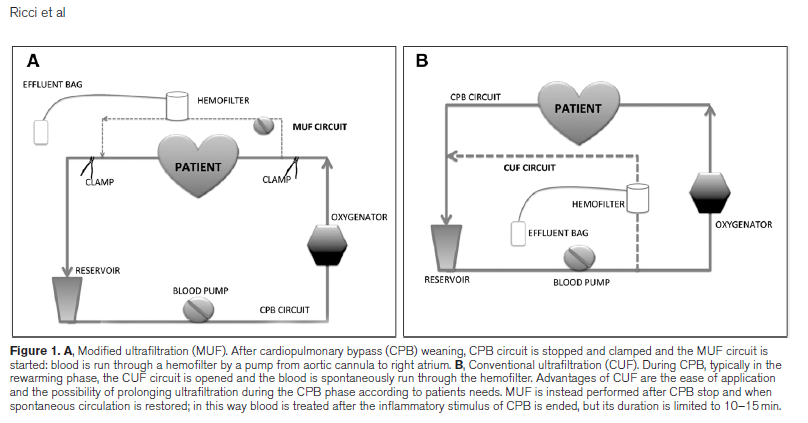 Ricci et al
A
EFFLUENT BAG
HEMOFILTER
MUF CIRCUIT
PATIENT
CLAMP
CLAMP
OXYGENATOR
RESERVOIR
BLOOD PUMP
CPB CIRCUIT
B
CPB CIRCUIT
PATIENT
CUF CIRCUIT
HEMOFILTER
EFFLUENT BAG
OXYGENATOR
RESERVOIR
BLOOD PUMP
Figure 1. A, Modified ultrafiltration (MUF). After cardiopulmonary bypass (CPB) weaning, CPB circuit is stopped and clamped and the MUF circuit is
started: blood is run through a hemofilter by a pump from aortic cannula to right atrium. B, Conventional ultrafiltration (CUF). During CPB, typically in the
rewarming phase, the CUF circuit is opened and the blood is spontaneously run through the hemofilter. Advantages of CUF are the ease of application
and the possibility of prolonging ultrafiltration during the CPB phase according to patients needs. MUF is instead performed after CPB stop and when
spontaneous circulation is restored; in this way blood is treated after the inflammatory stimulus of CPB is ended, but its duration is limited to 10–15 min.